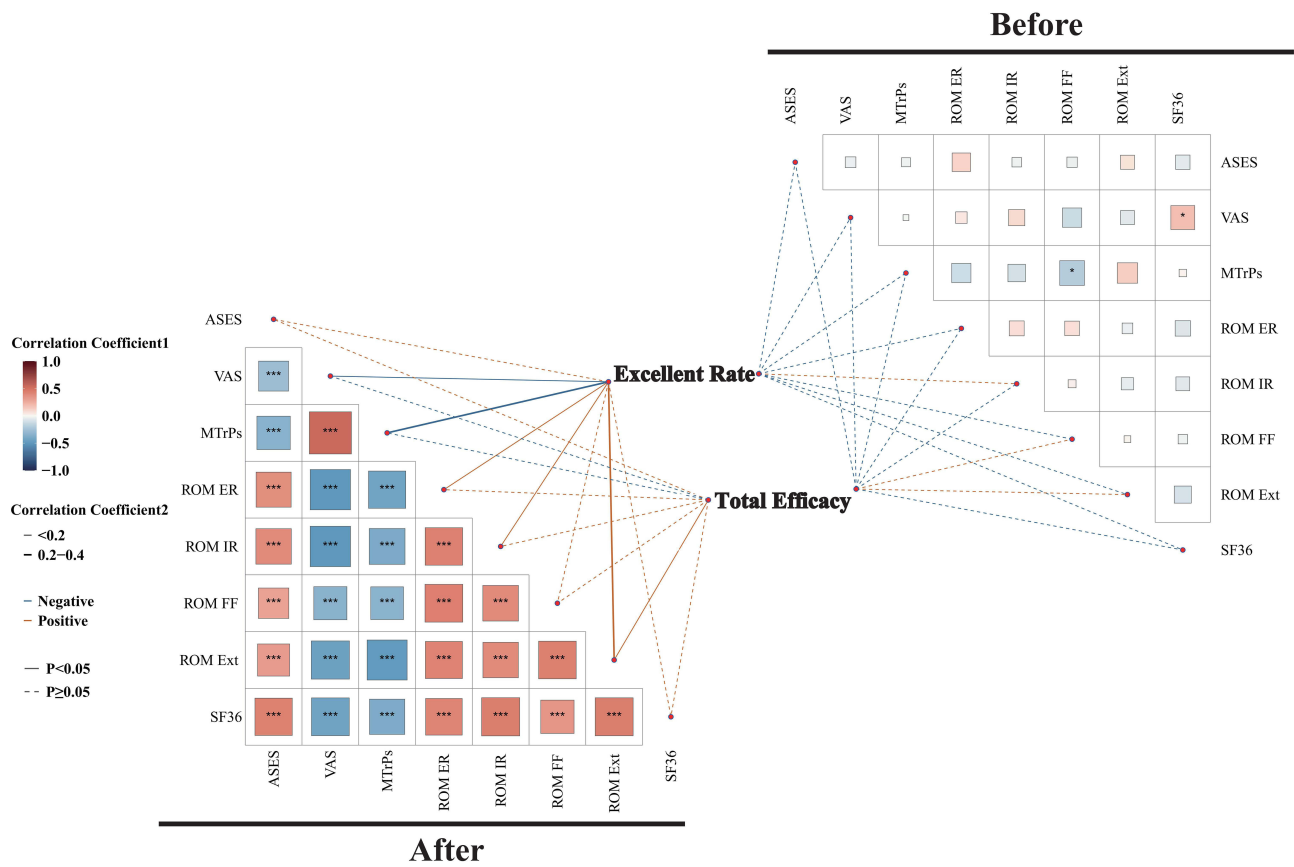 Before
ASES
VAS
MTrPs
ROM ER
ROM IR
ROM FF
ROM Ext
SF36
ASES
VAS
*
MTrPs
*
ROM ER
ROM IR
ROM FF
ROM Ext
SF36
Excellent Rate
Total Efficacy
Correlation Coefficient1
1.0
0.5
0.0
−0.5
−1.0
Correlation Coefficient2
<0.2
0.2−0.4
Negative
Positive
P<0.05
P≥0.05
ASES
VAS
***
MTrPs
*** ***
ROM ER
*** *** ***
ROM IR
*** *** *** ***
ROM FF
*** *** *** *** ***
ROM Ext
*** *** *** *** *** ***
SF36
*** *** *** *** *** *** ***
ASES
VAS
MTrPs
ROM ER
ROM IR
ROM FF
ROM Ext
SF36
After